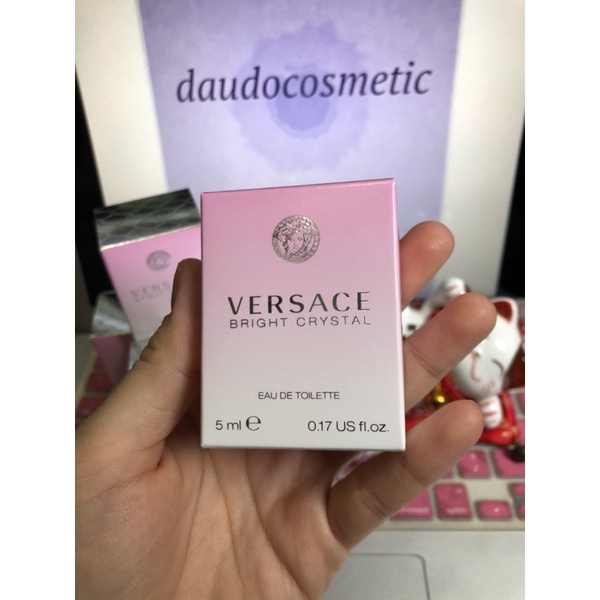 daudocosmetic
VERSACE
BRIGHT CRYSTAL
EAU DE TOILETTE
5 ml ℮ 0.17 US fl.oz.